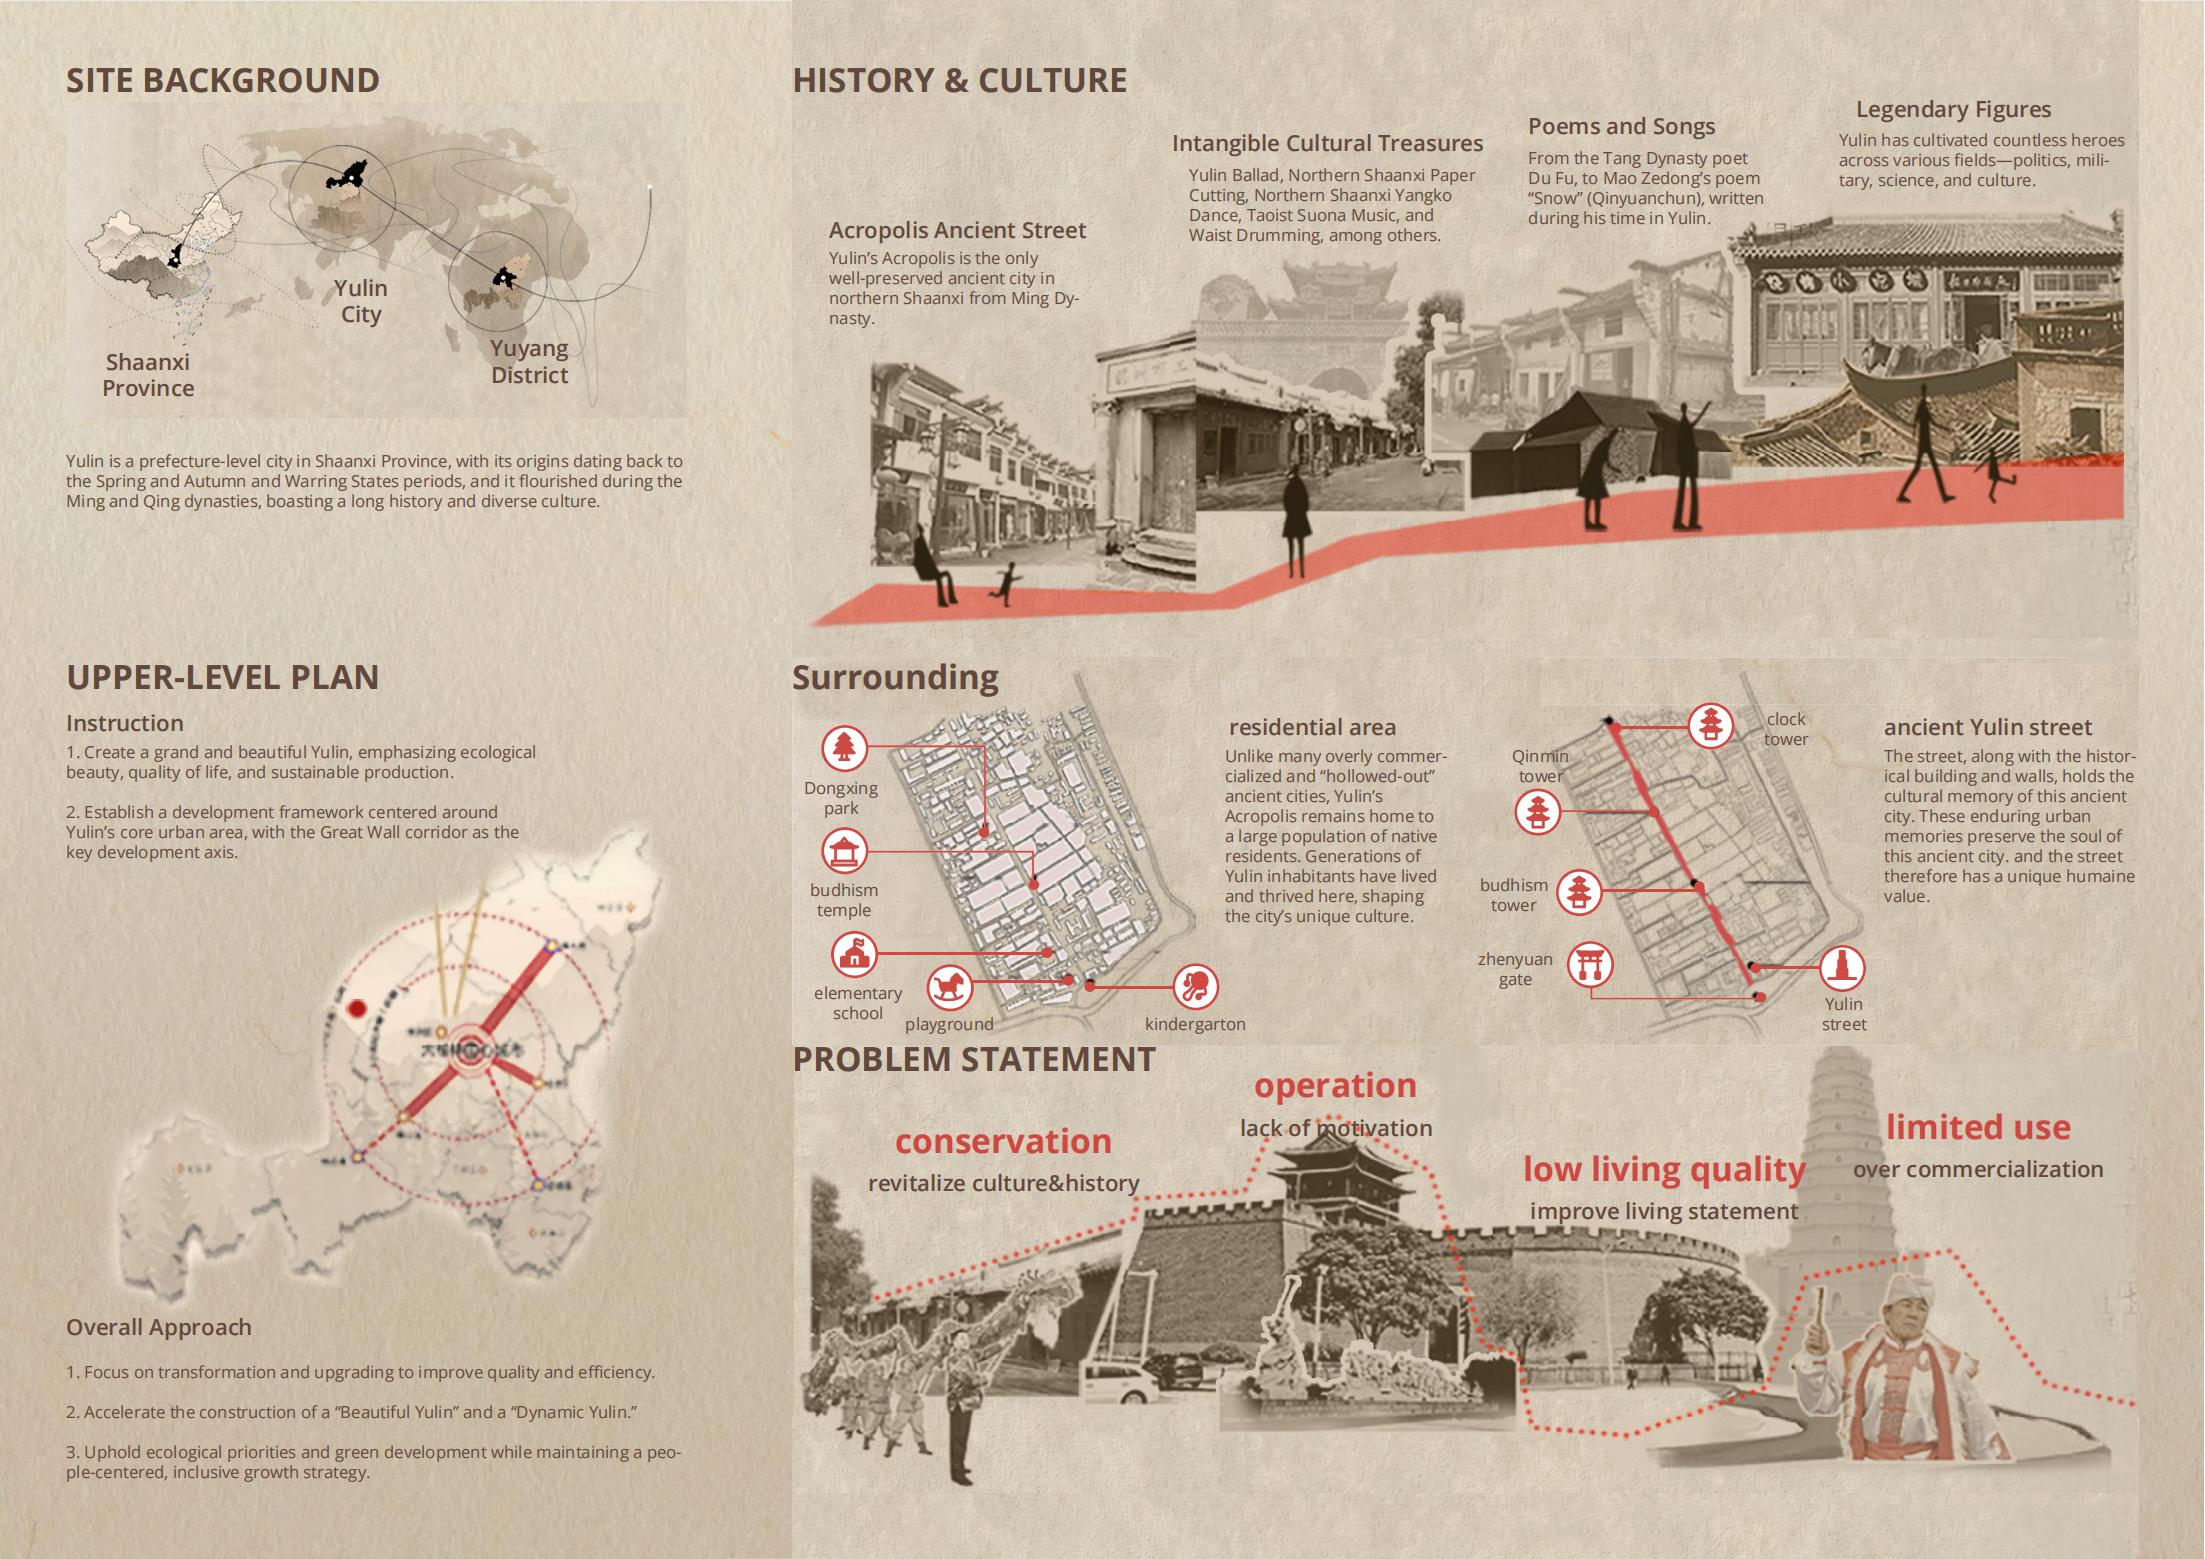 SITE BACKGROUND
Shaanxi
Province
Yulin
City
Yuyang
District
Yulin is a prefecture-level city in Shaanxi Province, with its origins dating back to
the Spring and Autumn and Warring States periods, and it flourished during the
Ming and Qing dynasties, boasting a long history and diverse culture.
HISTORY & CULTURE
Acropolis Ancient Street
Yulin’s Acropolis is the only
well-preserved ancient city in
northern Shaanxi from Ming Dy-
nasty.
Intangible Cultural Treasures
Yulin Ballad, Northern Shaanxi Paper
Cutting, Northern Shaanxi Yangko
Dance, Taoist Suona Music, and
Waist Drumming, among others.
Poems and Songs
From the Tang Dynasty poet
Du Fu, to Mao Zedong’s poem
“Snow” (Qinyuanchun), written
during his time in Yulin.
Legendary Figures
Yulin has cultivated countless heroes
across various fields—politics, mili-
tary, science, and culture.
UPPER-LEVEL PLAN
Instruction
1. Create a grand and beautiful Yulin, emphasizing ecological
beauty, quality of life, and sustainable production.
2. Establish a development framework centered around
Yulin’s core urban area, with the Great Wall corridor as the
key development axis.
Overall Approach
1. Focus on transformation and upgrading to improve quality and efficiency.
2. Accelerate the construction of a “Beautiful Yulin” and a “Dynamic Yulin.”
3. Uphold ecological priorities and green development while maintaining a peo-
ple-centered, inclusive growth strategy.
Surrounding
Dongxing
park
budhism
temple
elementary
school
playground
kindergarton
residential area
Unlike many overly commer-
cialized and “hollowed-out”
ancient cities, Yulin’s
Acropolis remains home to
a large population of native
residents. Generations of
Yulin inhabitants have lived
and thrived here, shaping
the city’s unique culture.
clock
tower
Qinmin
tower
budhism
tower
zhenyuan
gate
Yulin
street
ancient Yulin street
The street, along with the histor-
ical building and walls, holds the
cultural memory of this ancient
city. These enduring urban
memories preserve the soul of
this ancient city. and the street
therefore has a unique humaine
value.
PROBLEM STATEMENT
conservation
revitalize culture&history
operation
lack of motivation
low living quality
improve living statement
limited use
over commercialization